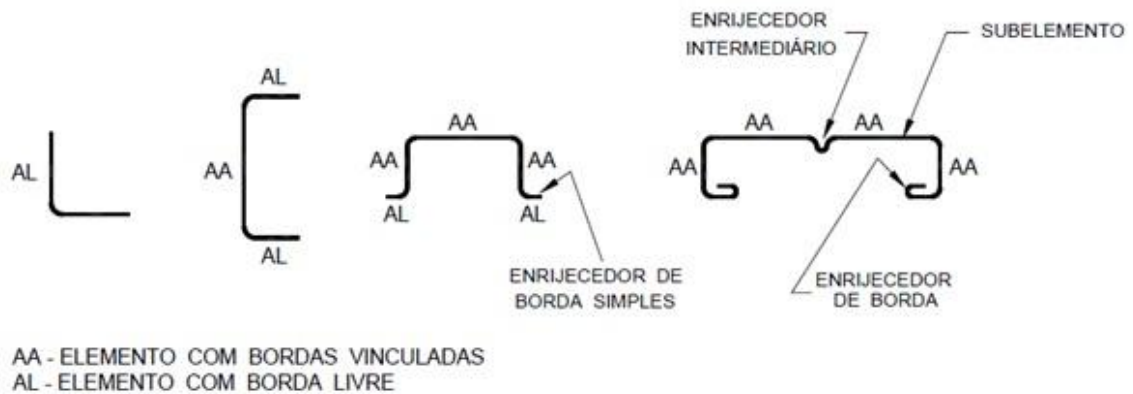 ENRIJECEDOR
INTERMEDIÁRIO
SUBELEMENTO
AL
AL
AA
AL
AA
AA
AA
AL
AL
AA
AA
AA
AA
ENRIJECEDOR DE
BORDA SIMPLES
ENRIJECEDOR
DE BORDA
AA - ELEMENTO COM BORDAS VINCULADAS
AL - ELEMENTO COM BORDA LIVRE